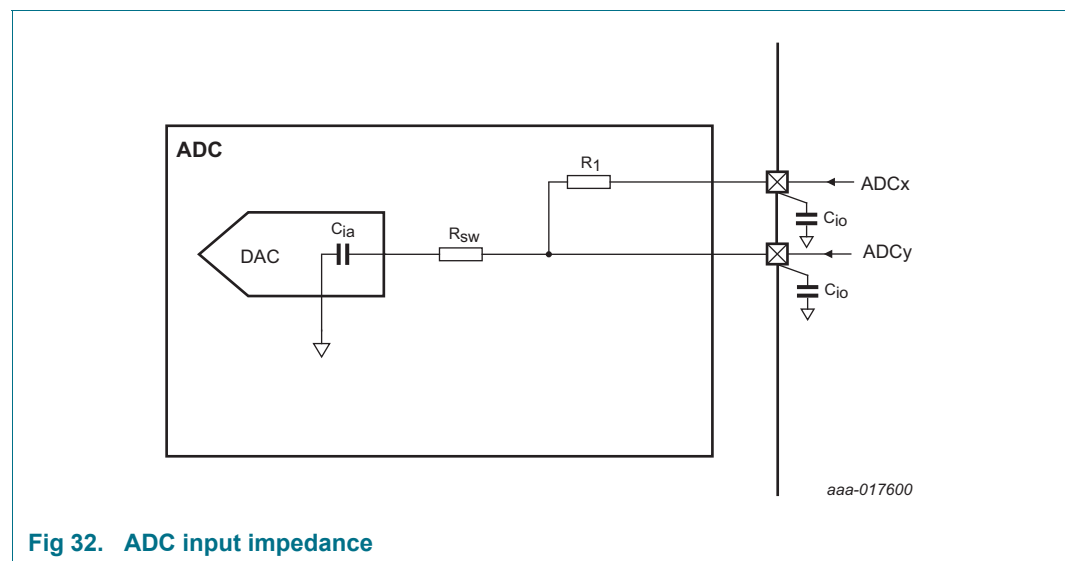 ADC
R1
ADCx
Cio
Cia
Rsw
DAC
ADCy
Cio
aaa-017600
Fig 32. ADC input impedance